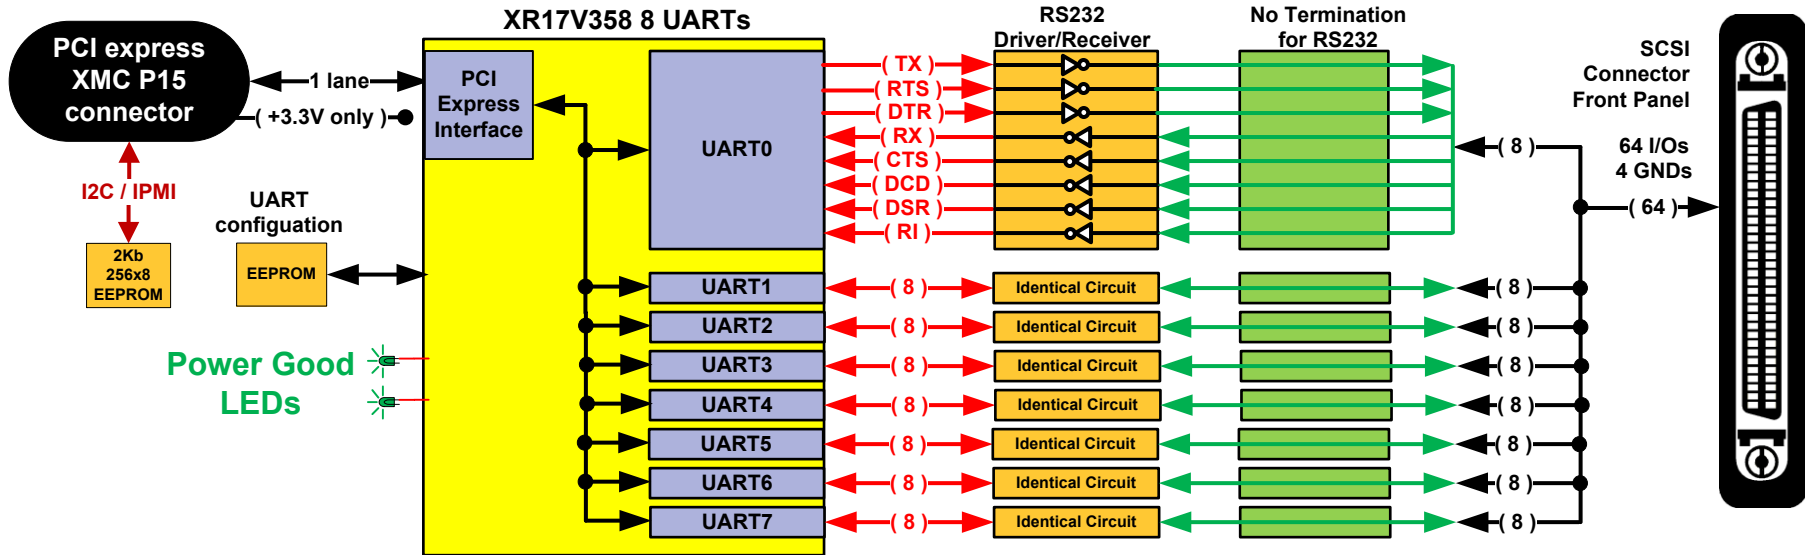 XR17V358 8 UARTs
PCI express
XMC P15
connector
1 lane
( +3.3V only )
I2C / IPMI
2Kb
256x8
EEPROM
UART
configuation
EEPROM
Power Good
LEDs
PCI
Express
Interface
UART0
UART1
UART2
UART3
UART4
UART5
UART6
UART7
( TX )
( RTS )
( DTR )
( RX )
( CTS )
( DCD )
( DSR )
( RI )
( 8 )
( 8 )
( 8 )
( 8 )
( 8 )
( 8 )
( 8 )
RS232
Driver/Receiver
Identical Circuit
Identical Circuit
Identical Circuit
Identical Circuit
Identical Circuit
Identical Circuit
Identical Circuit
No Termination
for RS232
( 8 )
( 8 )
( 8 )
( 8 )
( 8 )
( 8 )
( 8 )
( 8 )
SCSI
Connector
Front Panel
64 I/Os
4 GNDs
( 64 )